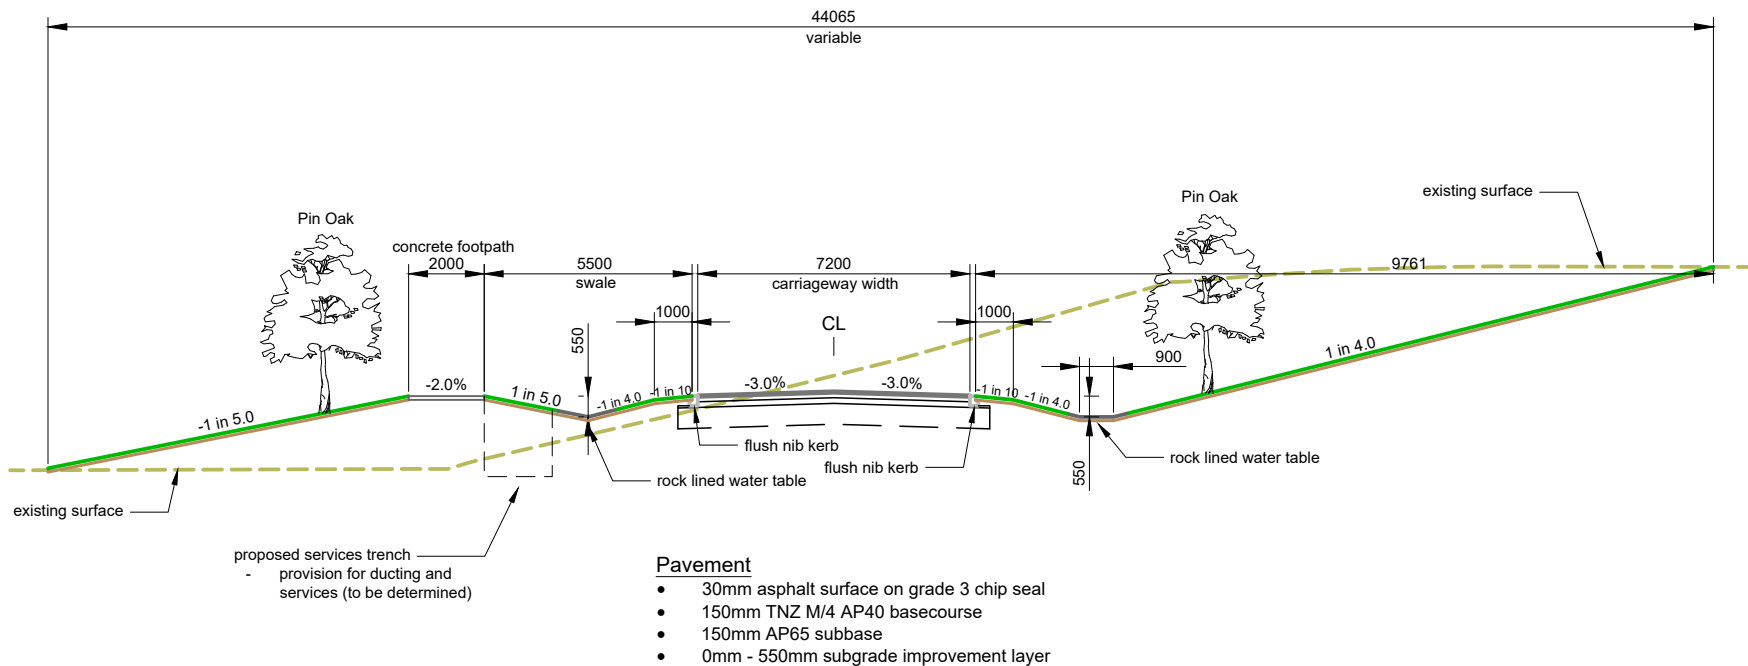 44065
variable
Pin Oak
Pin Oak
existing surface
concrete footpath
2000
5500
swale
7200
carriageway width
9761
1000
CL
1000
550
900
-2.0%
1 in 5.0
-1 in 4.0
-1 in 10
-3.0%
-3.0%
-1 in 10
-1 in 4.0
1 in 4.0
-1 in 5.0
flush nib kerb
flush nib kerb
rock lined water table
550
rock lined water table
existing surface
proposed services trench
- provision for ducting and
services (to be determined)
Pavement
• 30mm asphalt surface on grade 3 chip seal
• 150mm TNZ M/4 AP40 basecourse
• 150mm AP65 subbase
• 0mm - 550mm subgrade improvement layer